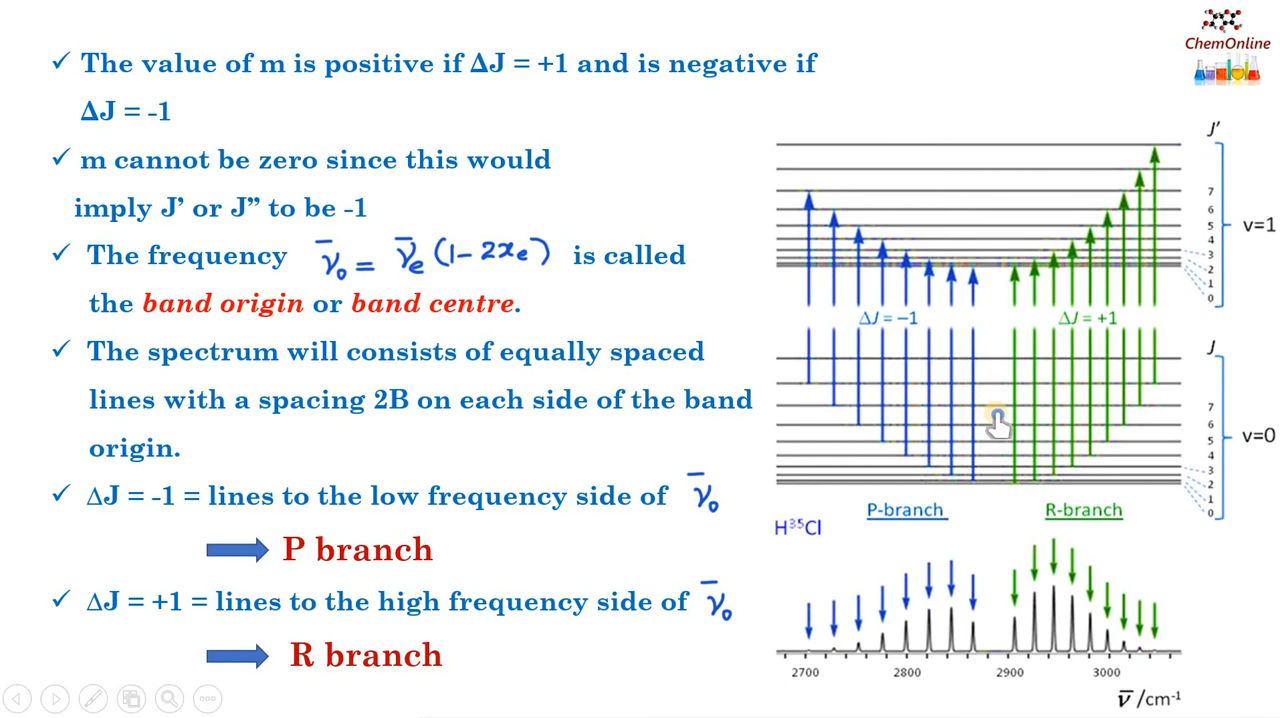 ChemOnline
✓ The value of m is positive if ΔJ = +1 and is negative if
ΔJ = -1
✓ m cannot be zero since this would
imply J’ or J” to be -1
✓ The frequency ν̄₀ = ν̄e (1 - 2xe) is called
the band origin or band centre.
✓ The spectrum will consists of equally spaced
lines with a spacing 2B on each side of the band
origin.
✓ ΔJ = -1 = lines to the low frequency side of ν̄₀
P branch
✓ ΔJ = +1 = lines to the high frequency side of ν̄₀
R branch
J’
7
6
5
4
3
2
1
0
v=1
ΔJ = –1 ΔJ = +1
J
7
6
5
4
3
2
1
0
v=0
P-branch R-branch
H³⁵Cl
2700 2800 2900 3000
ν̄ /cm⁻¹